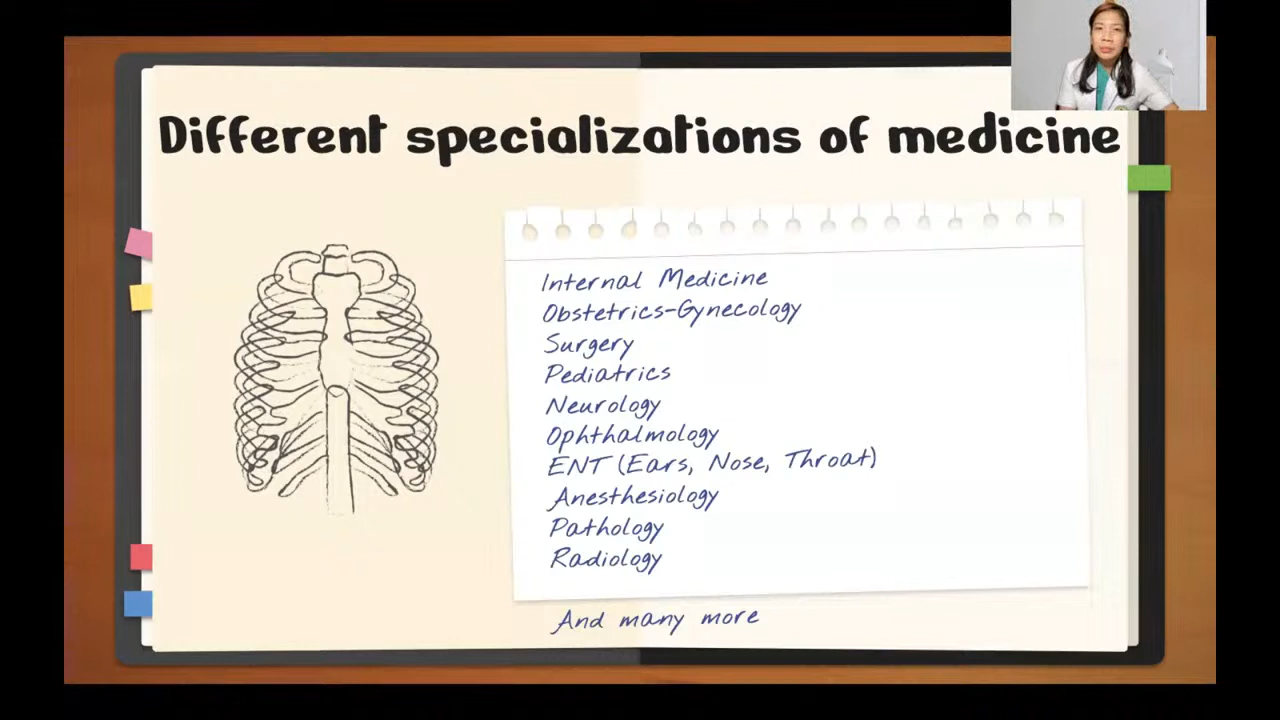 Different specializations of medicine
Internal Medicine
Obstetrics-Gynecology
Surgery
Pediatrics
Neurology
Ophthalmology
ENT (Ears, Nose, Throat)
Anesthesiology
Pathology
Radiology
And many more